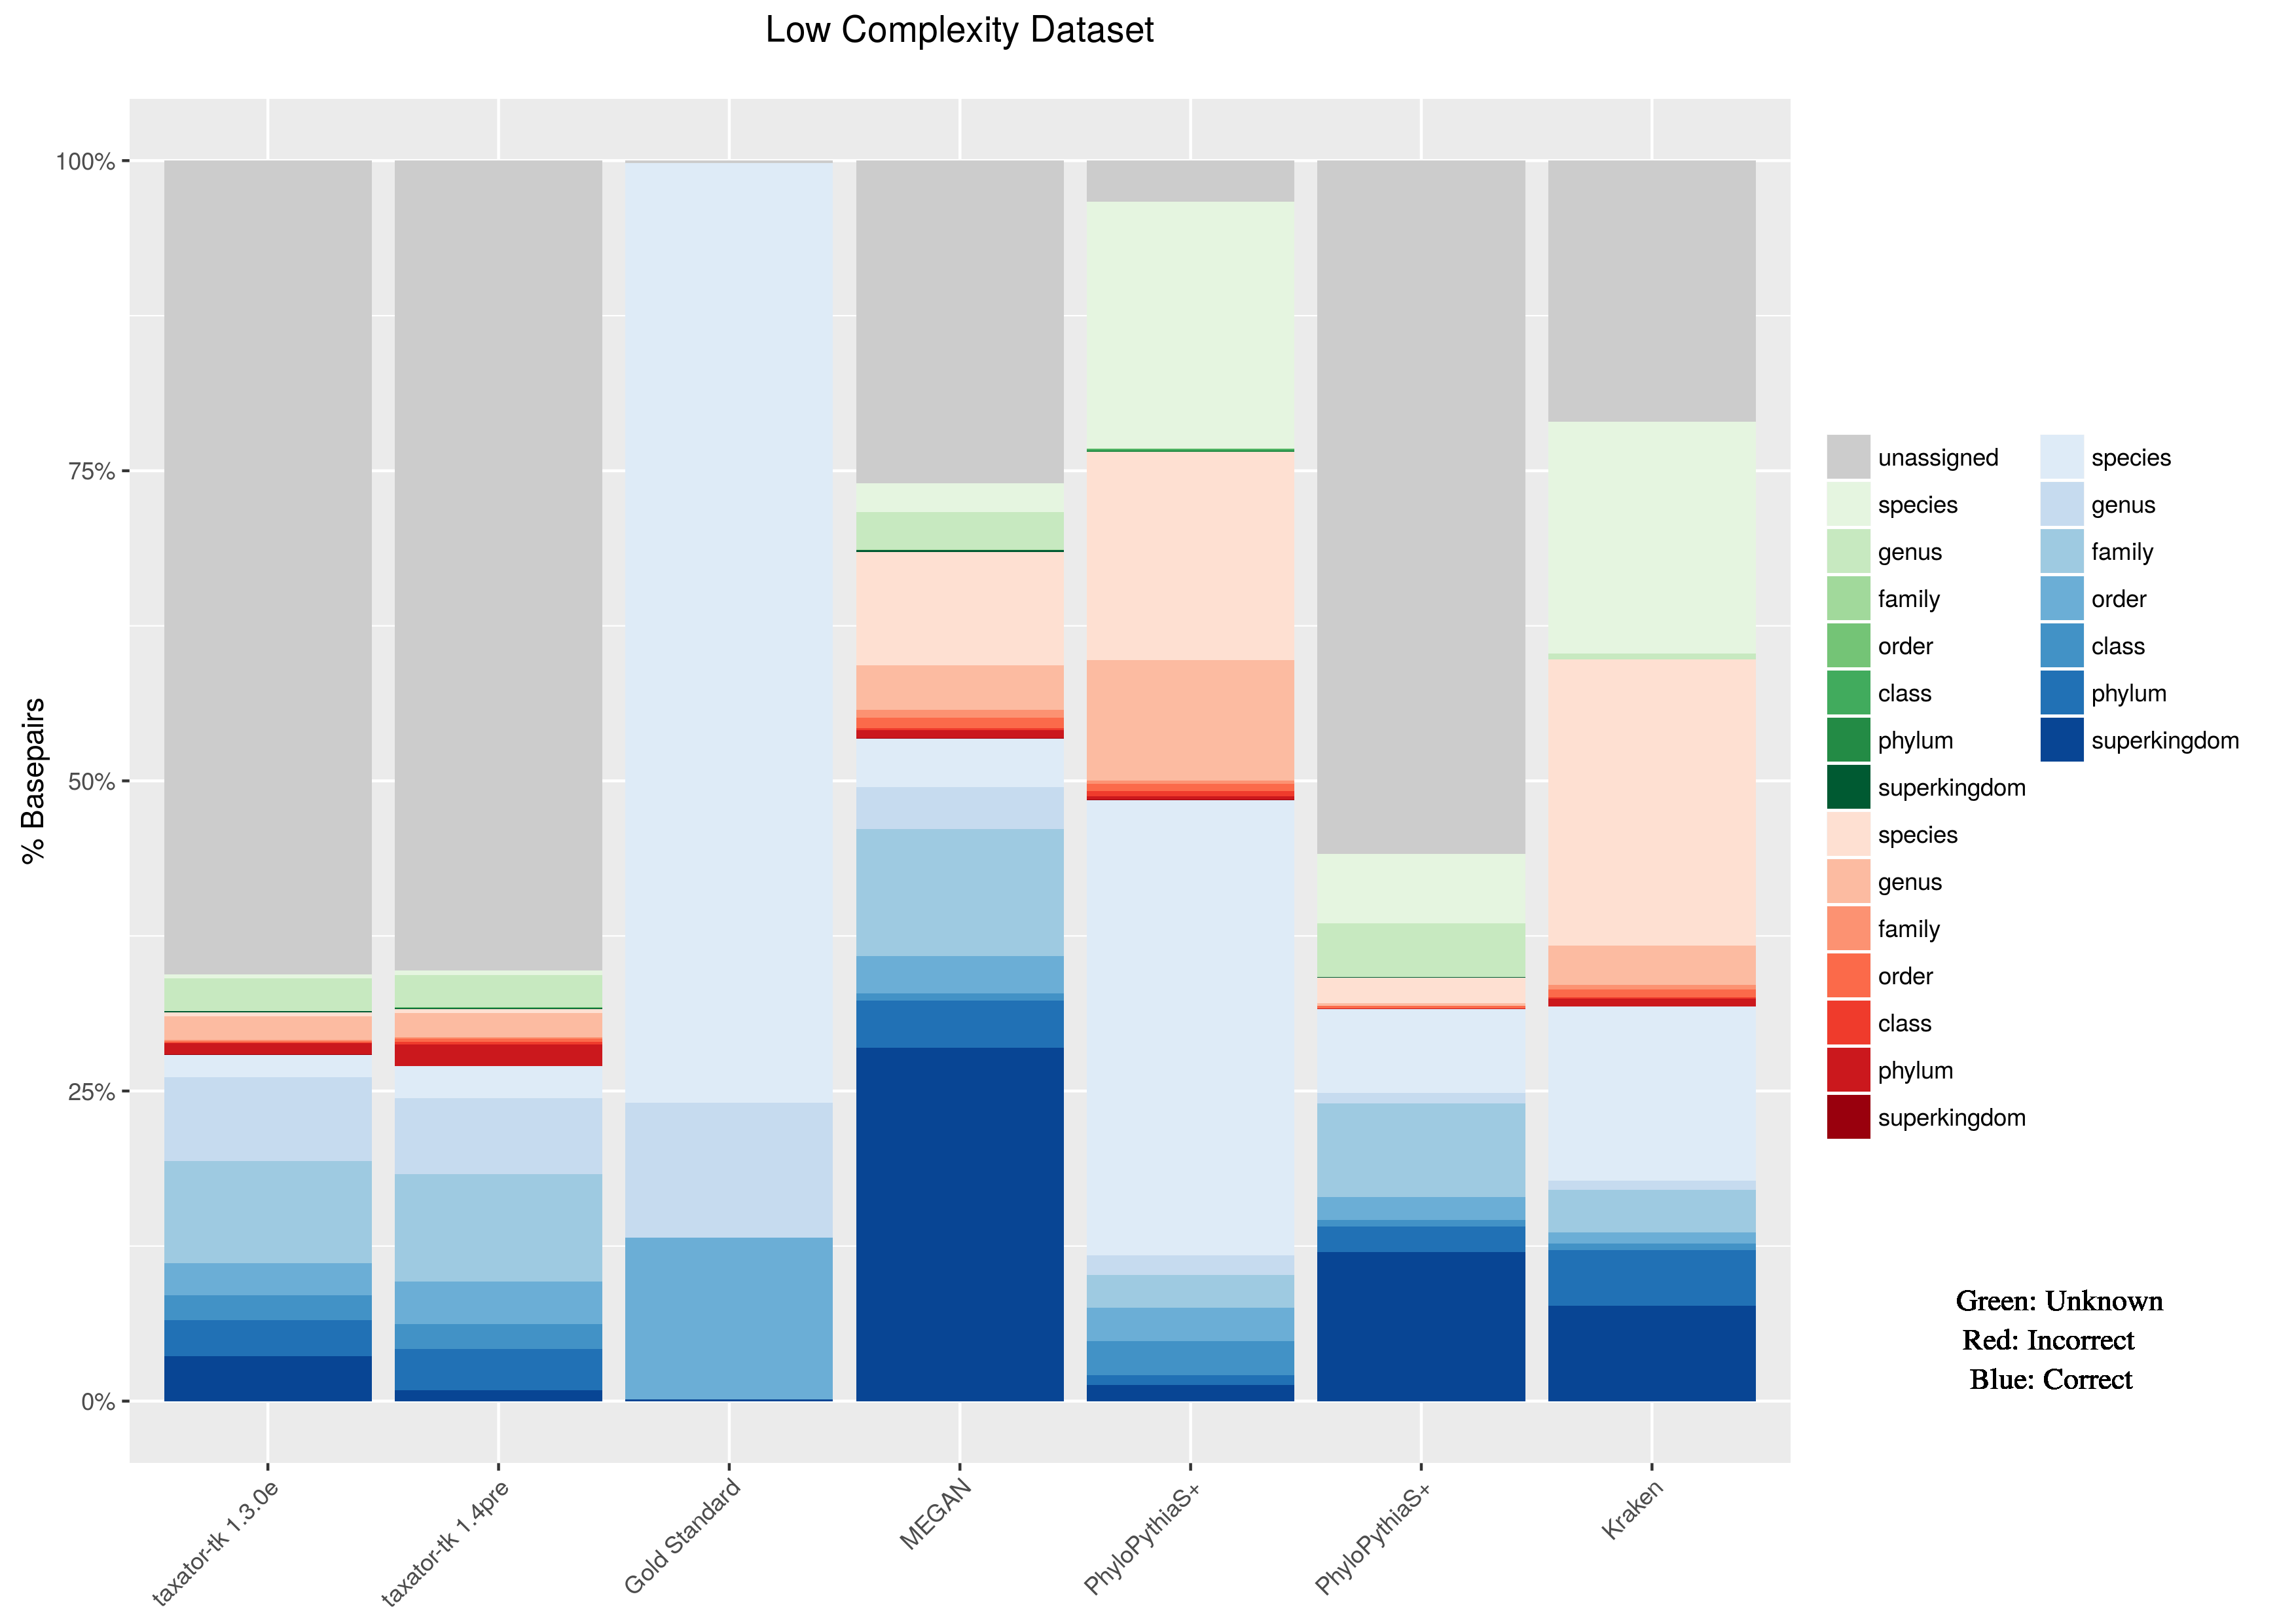 Low Complexity Dataset
% Basepairs
100%
75%
50%
25%
0%
taxator-tk 1.3.0e
taxator-tk 1.4pre
Gold Standard
MEGAN
PhyloPythiaS+
PhyloPythiaS+
Kraken
unassigned
species
genus
family
order
class
phylum
superkingdom
species
genus
family
order
class
phylum
superkingdom
species
genus
family
order
class
phylum
superkingdom
Green: Unknown
Red: Incorrect
Blue: Correct